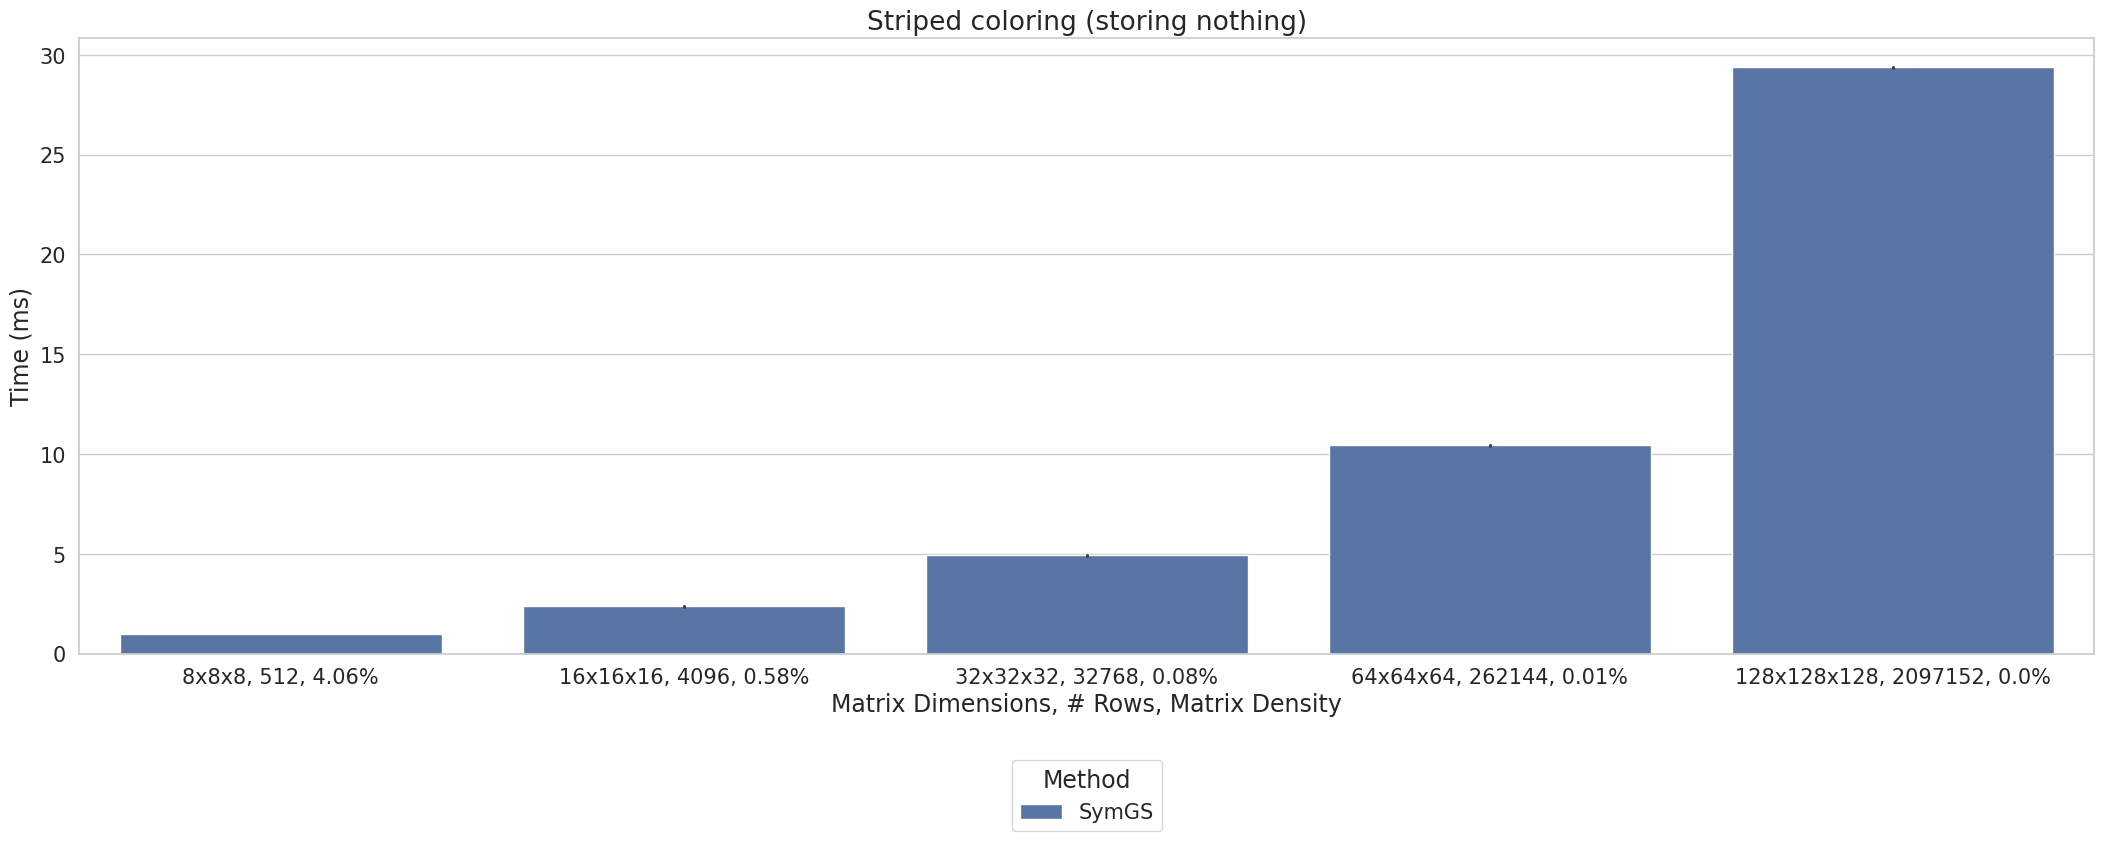 Striped coloring (storing nothing)
Time (ms)
30
25
20
15
10
5
0
8x8x8, 512, 4.06%
16x16x16, 4096, 0.58%
32x32x32, 32768, 0.08%
64x64x64, 262144, 0.01%
128x128x128, 2097152, 0.0%
Matrix Dimensions, # Rows, Matrix Density
Method
SymGS